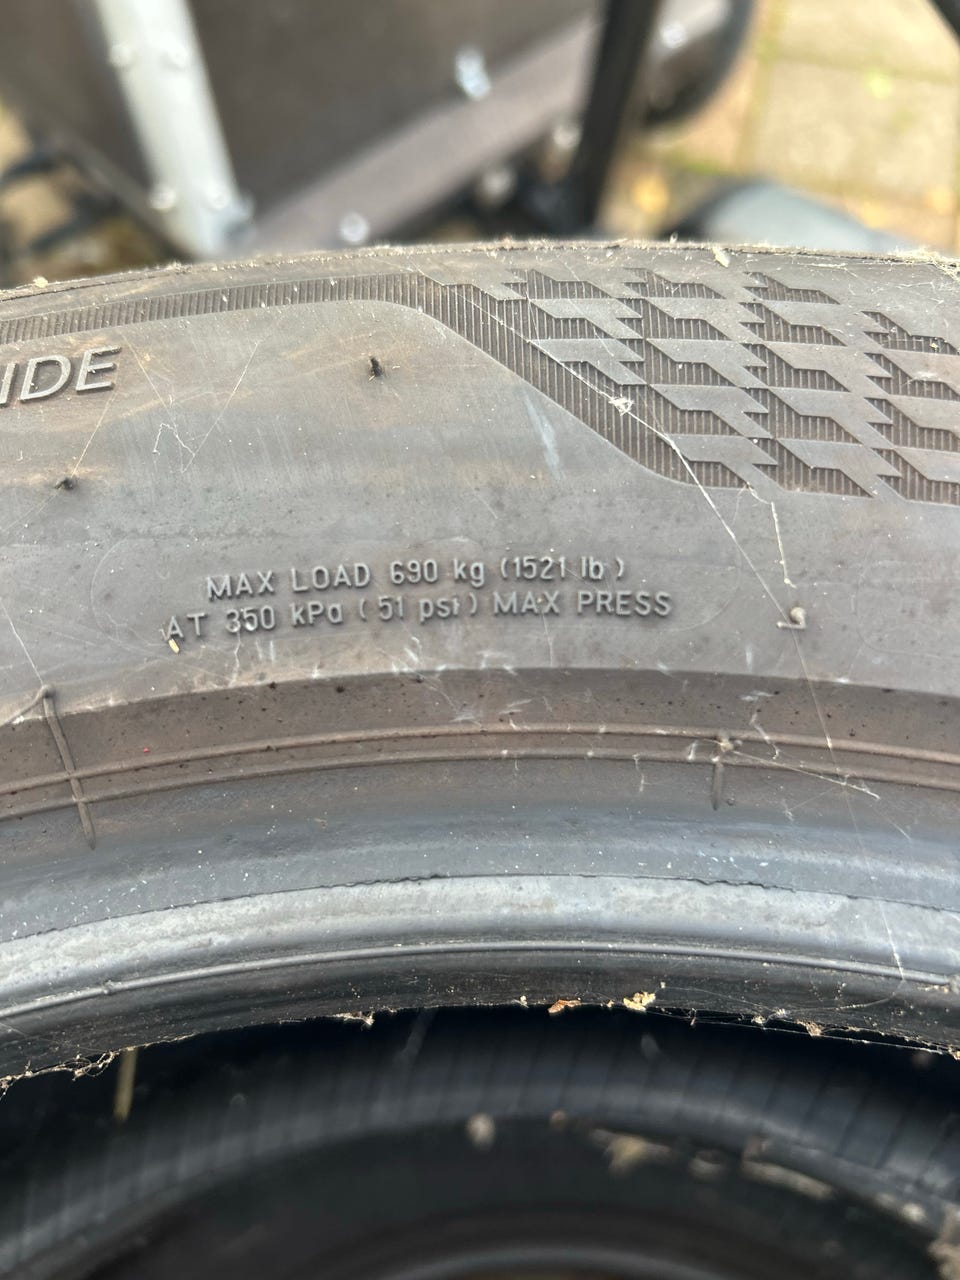 IDE
MAX LOAD 690 kg (1521 lb)
AT 350 kPa (51 psi) MAX PRESS